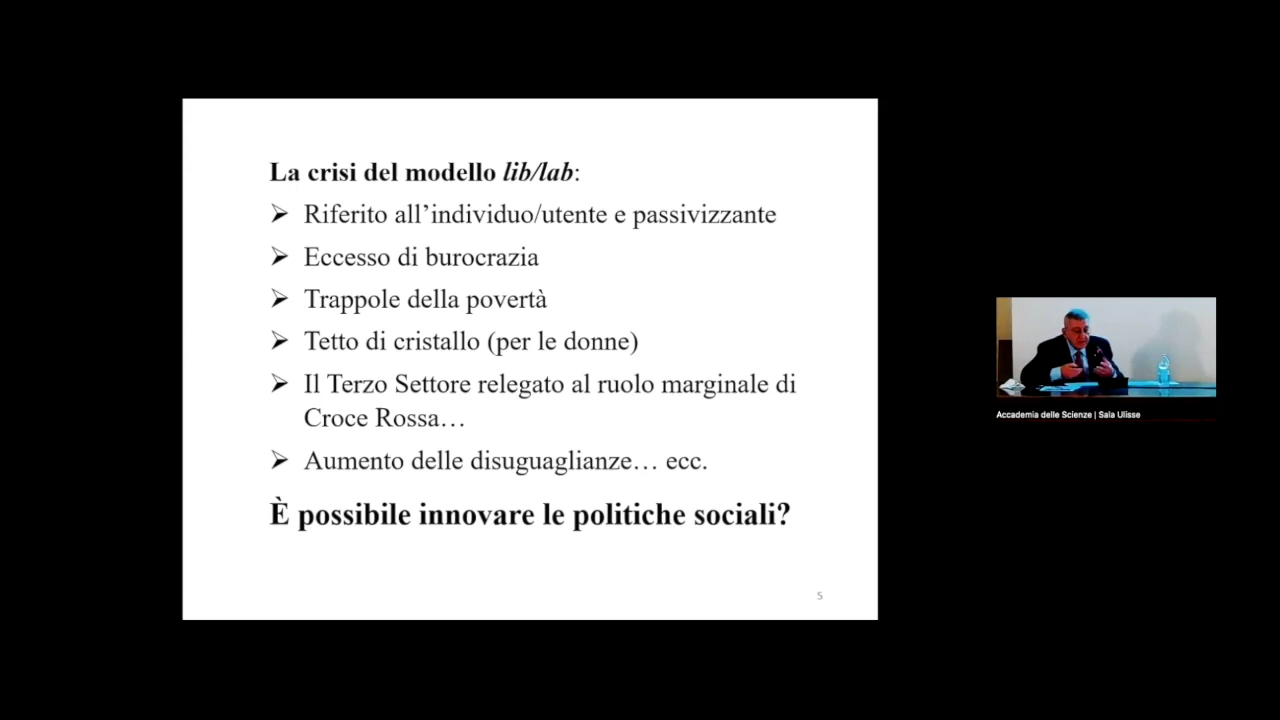 La crisi del modello lib/lab:
➢ Riferito all’individuo/utente e passivizzante
➢ Eccesso di burocrazia
➢ Trappole della povertà
➢ Tetto di cristallo (per le donne)
➢ Il Terzo Settore relegato al ruolo marginale di
Croce Rossa…
➢ Aumento delle disuguaglianze… ecc.
È possibile innovare le politiche sociali?
5
Accademia delle Scienze | Sala Ulisse